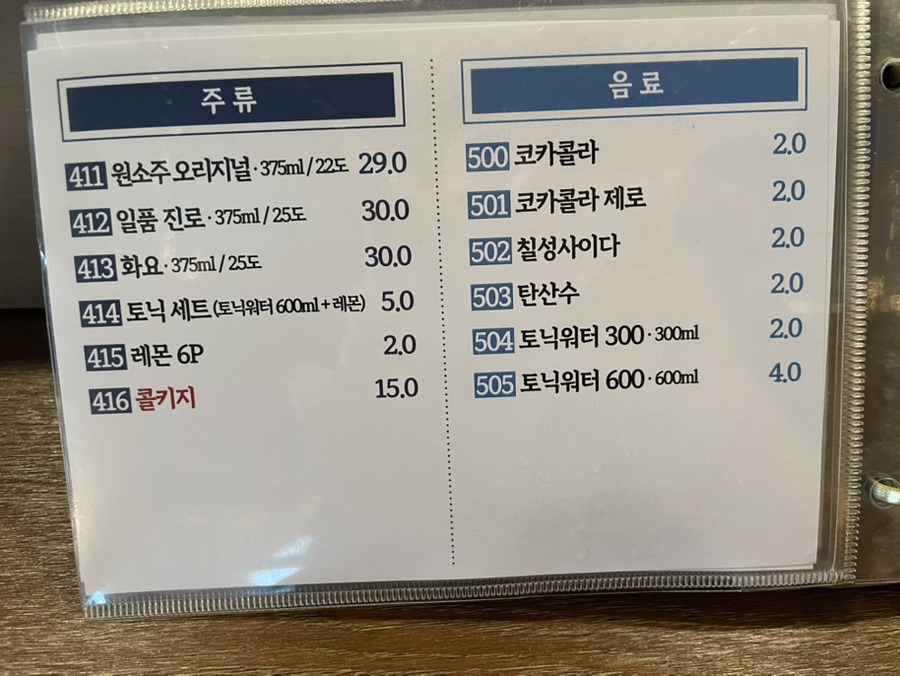 주류
411 원소주 오리지널 · 375ml / 22도 29.0
412 일품 진로 · 375ml / 25도 30.0
413 화요 · 375ml / 25도 30.0
414 토닉 세트 (토닉워터 600ml + 레몬) 5.0
415 레몬 6P 2.0
416 콜키지 15.0
음료
500 코카콜라 2.0
501 코카콜라 제로 2.0
502 칠성사이다 2.0
503 탄산수 2.0
504 토닉워터 300 · 300ml 2.0
505 토닉워터 600 · 600ml 4.0